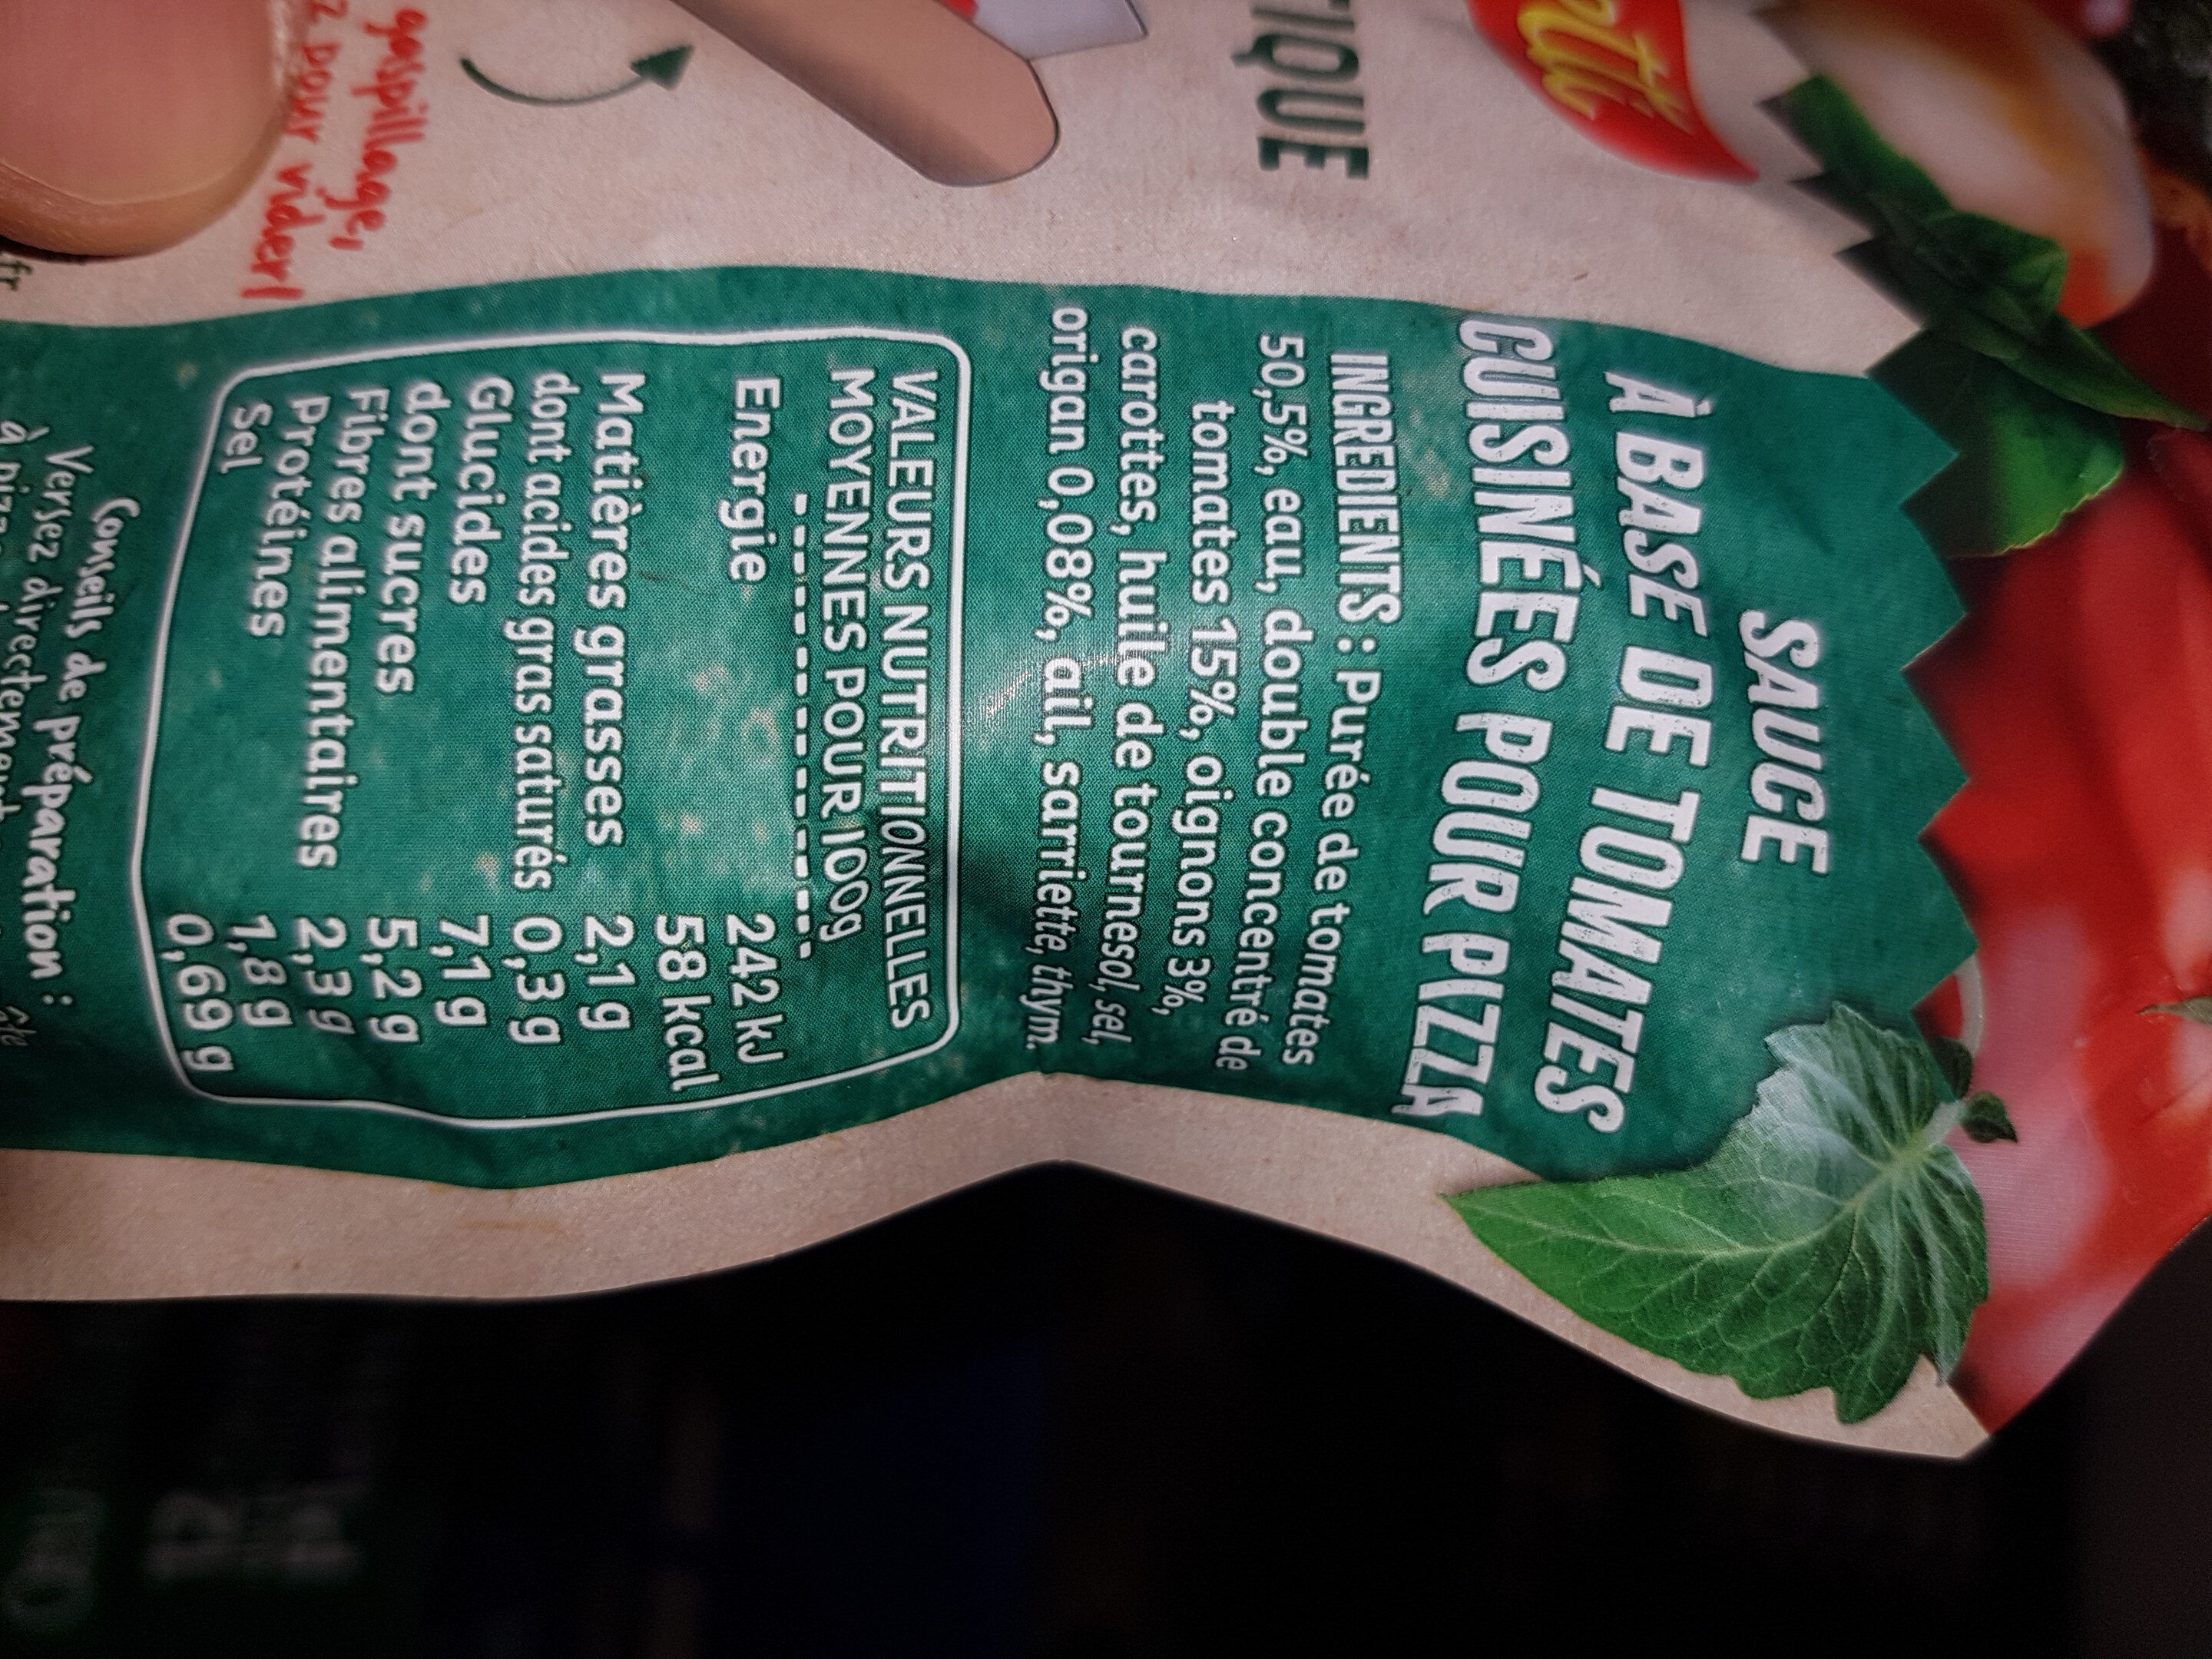 SAUCE
À BASE DE TOMATES
CUISINÉES POUR PIZZA
INGREDIENTS : Purée de tomates
50,5%, eau, double concentré de
tomates 15%, oignons 3%,
carottes, huile de tournesol, sel,
origan 0,08%, ail, sarriette, thym.
VALEURS NUTRITIONNELLES
MOYENNES POUR 100g
Energie 242 kJ
58 kcal
Matières grasses 2,1 g
dont acides gras saturés 0,3 g
Glucides 7,1 g
dont sucres 5,2 g
Fibres alimentaires 2,3 g
Protéines 1,8 g
Sel 0,69 g
Conseils de préparation :
Versez directement
TIQUE
gaspillage,
z pour vider!
.fr